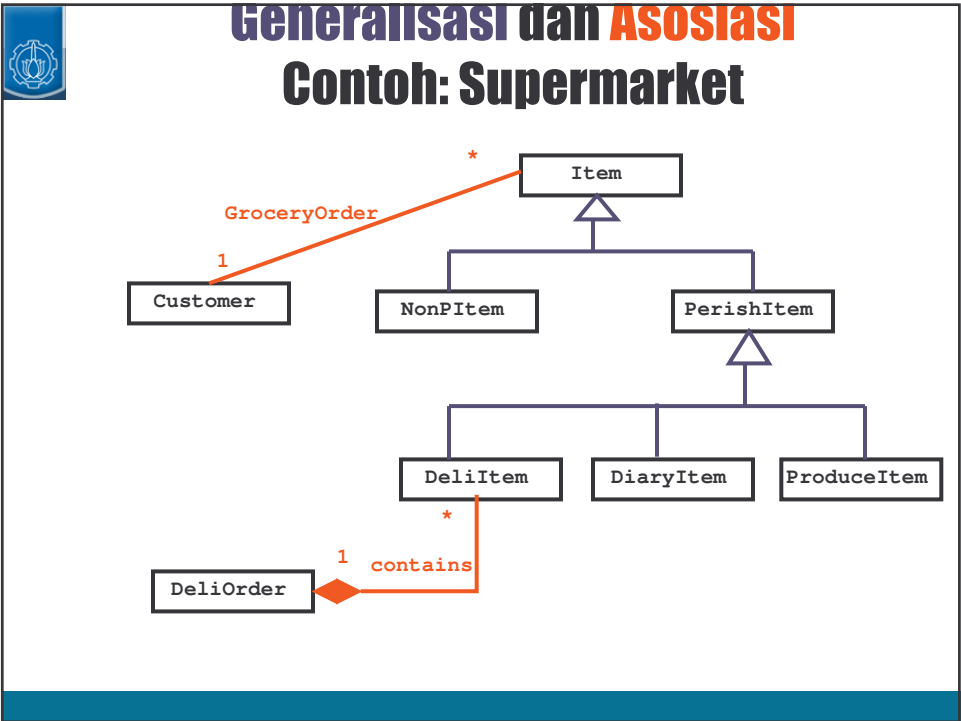 Generalisasi dan Asosiasi
Contoh: Supermarket
*
Item
GroceryOrder
1
Customer
NonPItem
PerishItem
DeliItem
DiaryItem
ProduceItem
*
1
contains
DeliOrder